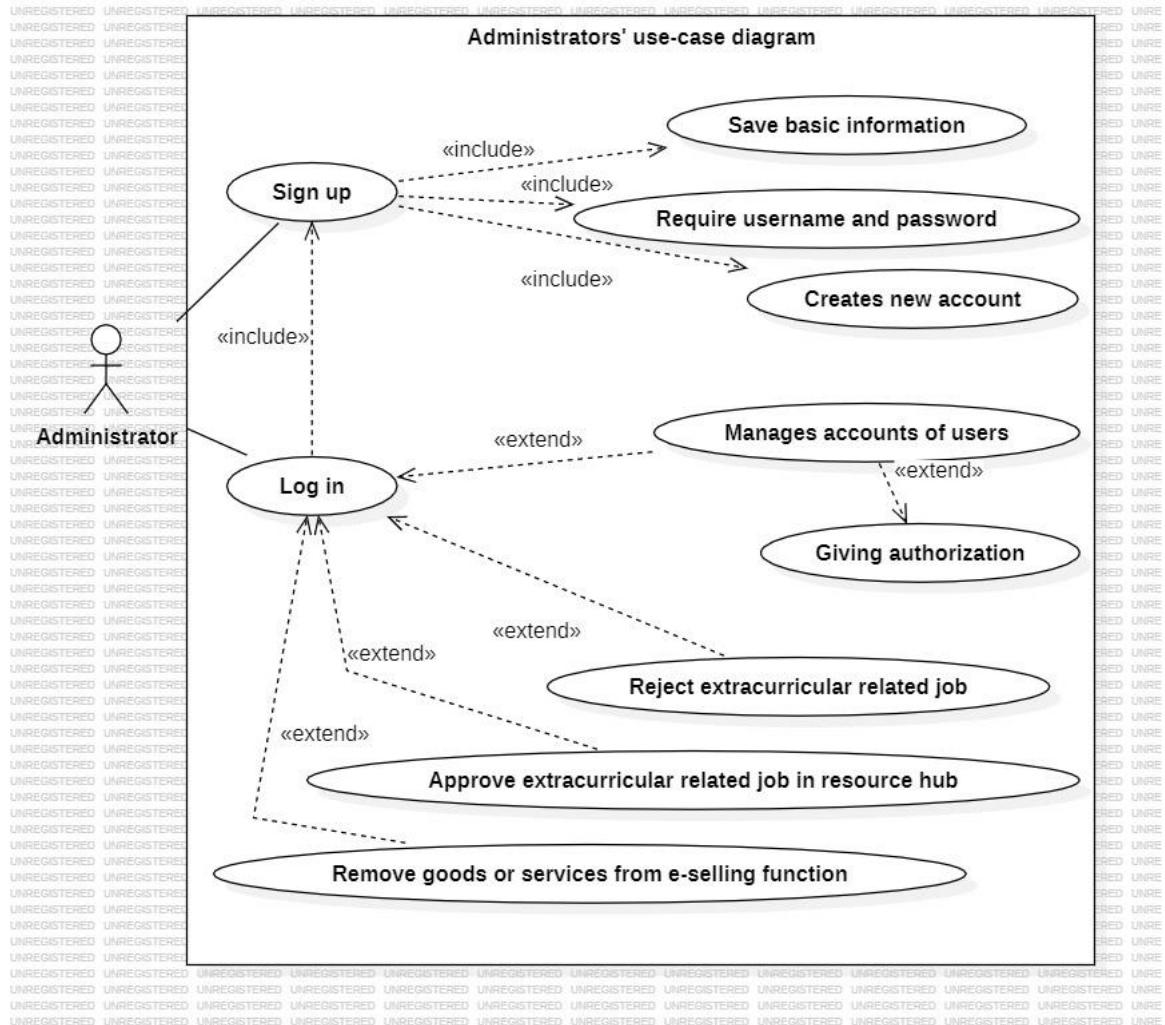 Administrators' use-case diagram
Save basic information
«include»
Sign up
«include»
Require username and password
«include»
Creates new account
«include»
Administrator
Manages accounts of users
«extend»
«extend»
Log in
Giving authorization
«extend»
«extend»
Reject extracurricular related job
«extend»
Approve extracurricular related job in resource hub
Remove goods or services from e-selling function
UNREGISTERED